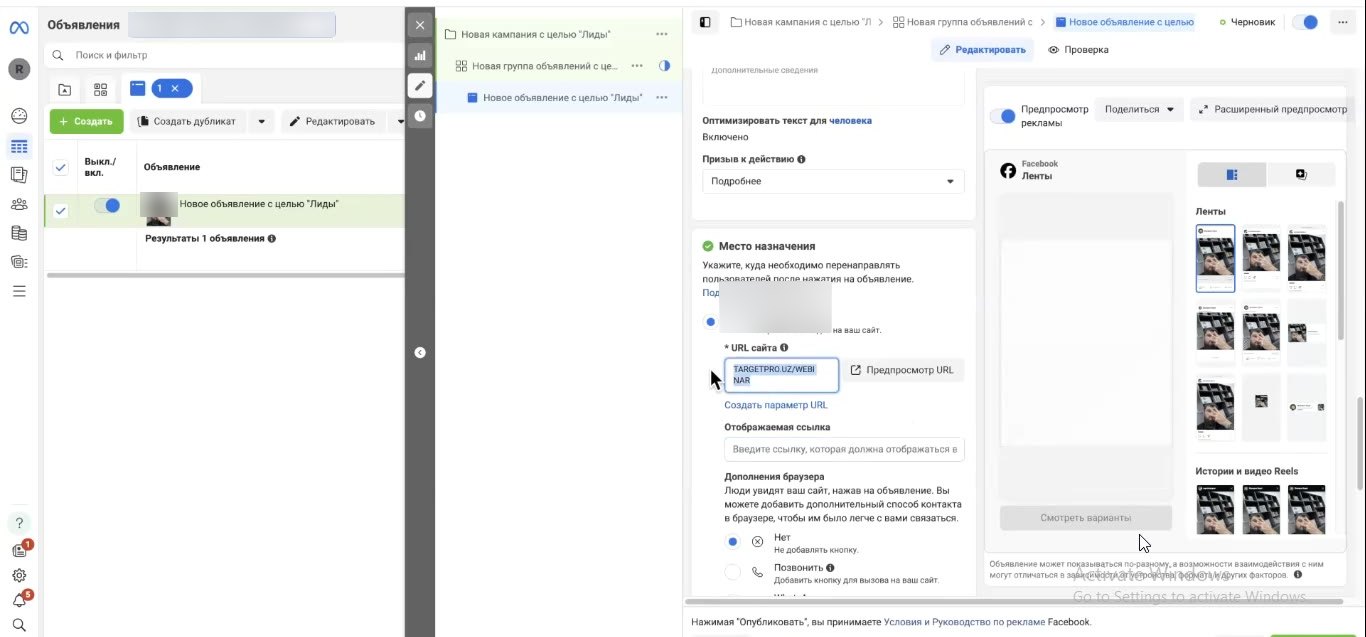 Объявления
Поиск и фильтр
1
Создать
Создать дубликат
Редактировать
Выкл./
вкл.
Объявление
Новое объявление с целью "Лиды"
Результаты 1 объявления
R
?
1
5
Новая кампания с целью "Лиды"
Новая группа объявлений с це...
Новое объявление с целью "Лиды"
Новая кампания с целью "Л
Новая группа объявлений с
Новое объявление с целью
Черновик
Редактировать
Проверка
Дополнительные сведения
Оптимизировать текст для человека
Включено
Призыв к действию
Подробнее
Место назначения
Укажите, куда необходимо перенаправлять
пользователей после нажатия на объявление.
Под
на ваш сайт.
* URL сайта
TARGETPRO.UZ/WEBI
NAR
Предпросмотр URL
Создать параметр URL
Отображаемая ссылка
Введите ссылку, которая должна отображаться в
Дополнения браузера
Люди увидят ваш сайт, нажав на объявление. Вы
можете добавить дополнительный способ контакта
в браузере, чтобы им было легче с вами связаться.
Нет
Не добавлять кнопку.
Позвонить
Добавить кнопку для вызова на ваш сайт.
Предпросмотр
рекламы
Поделиться
Расширенный предпросмотр
Facebook
Ленты
Ленты
Истории и видео Reels
Смотреть варианты
Объявление может показываться по-разному, а возможности взаимодействия с ним
могут отличаться в зависимости от устройства, формата и других факторов.
Activate Windows
Go to Settings to activate Windows.
Нажимая "Опубликовать", вы принимаете Условия и Руководство по рекламе Facebook.